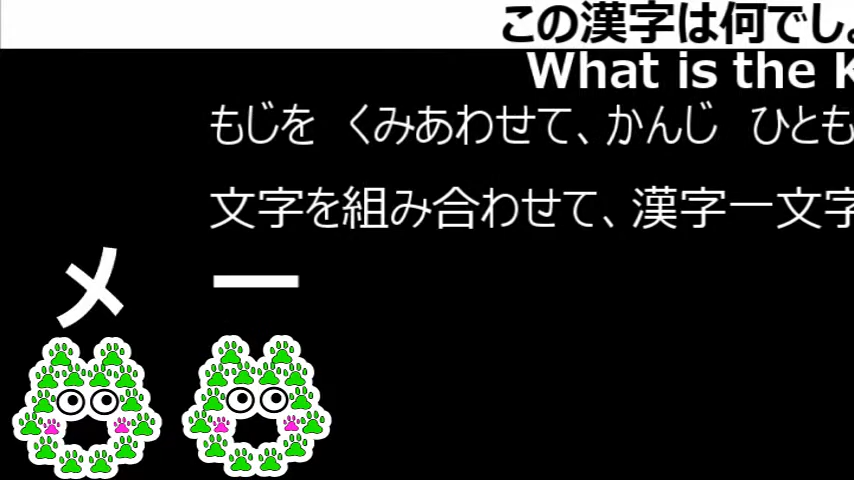 この漢字は何でし
What is the K
もじを　くみあわせて、かんじ　ひとも
文字を組み合わせて、漢字一文字
メ　一